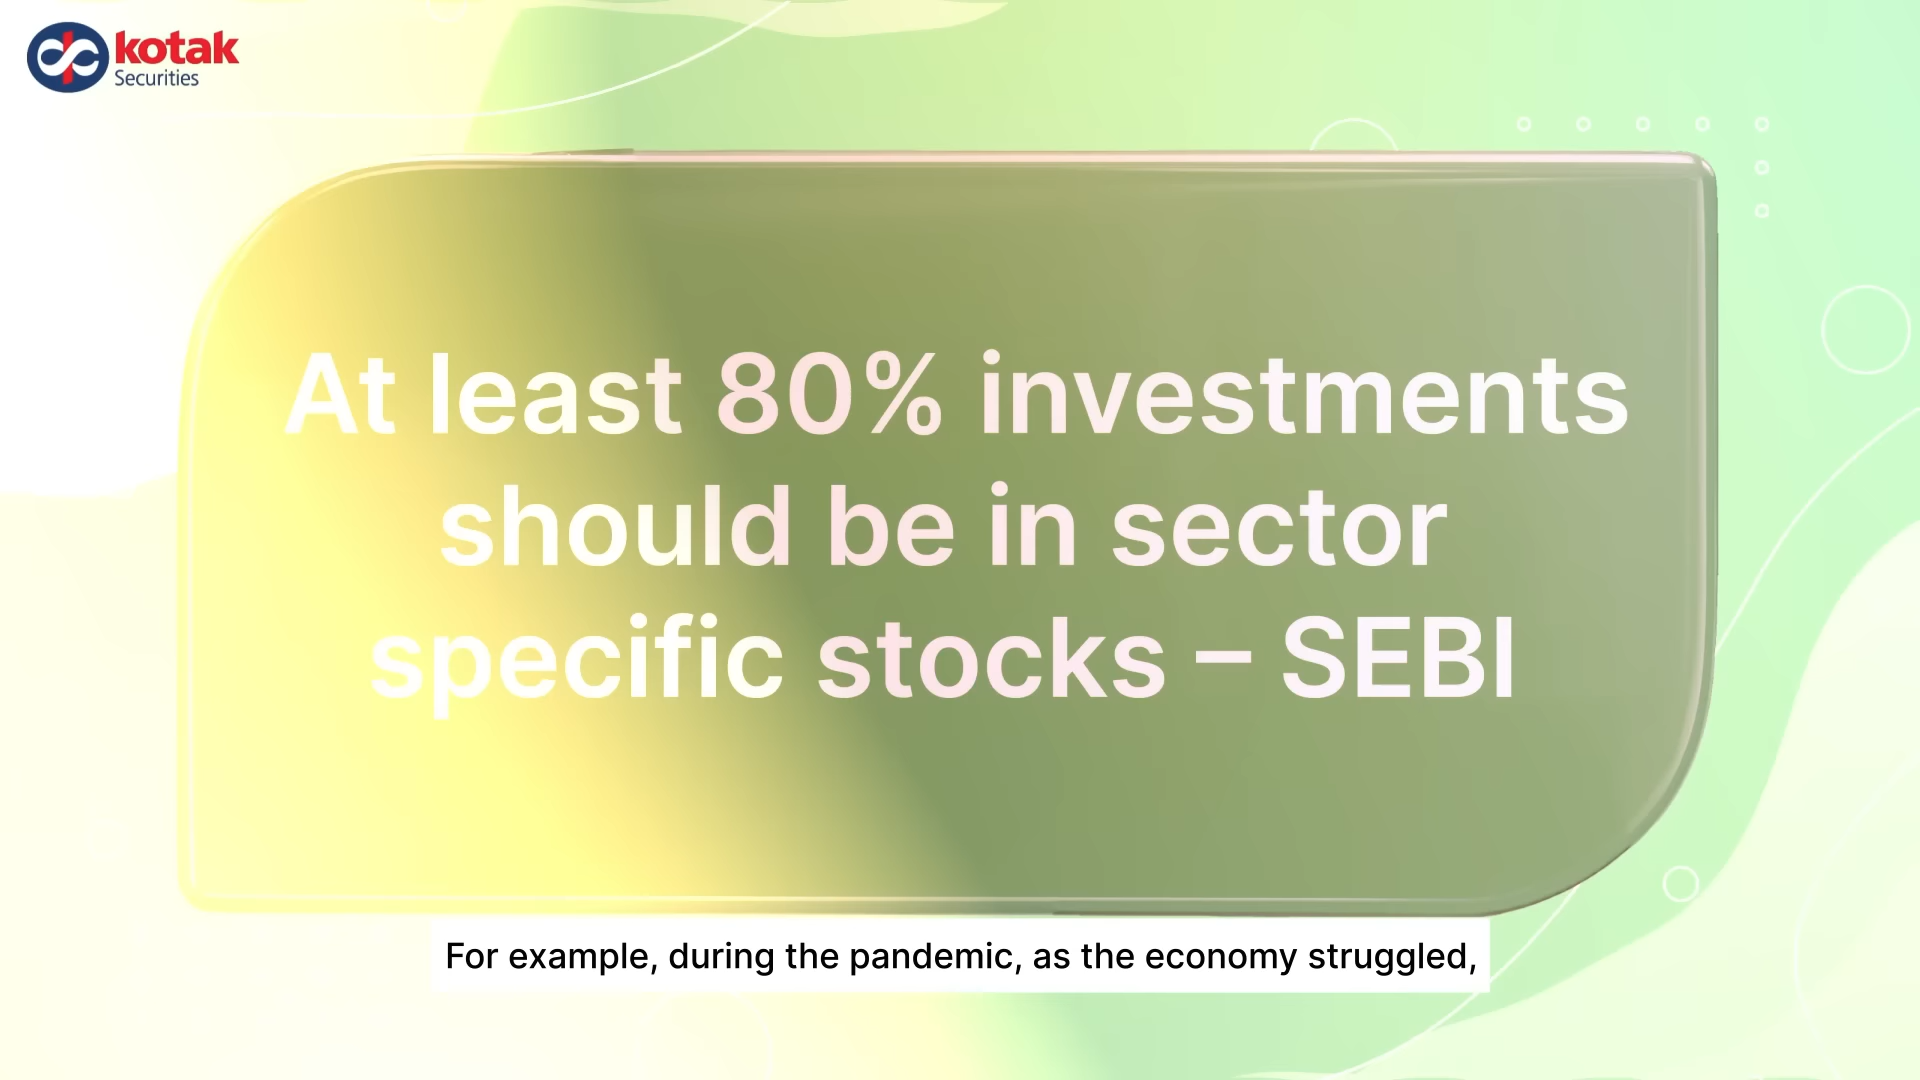 kotak
Securities
At least 80% investments
should be in sector
specific stocks – SEBI
For example, during the pandemic, as the economy struggled,